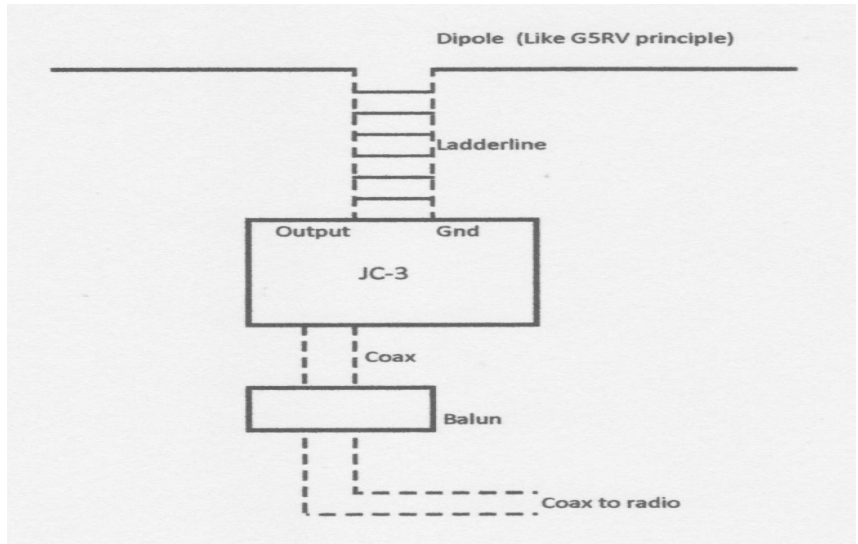 Dipole (Like G5RV principle)
Ladderline
Output Gnd
JC-3
Coax
Balun
Coax to radio